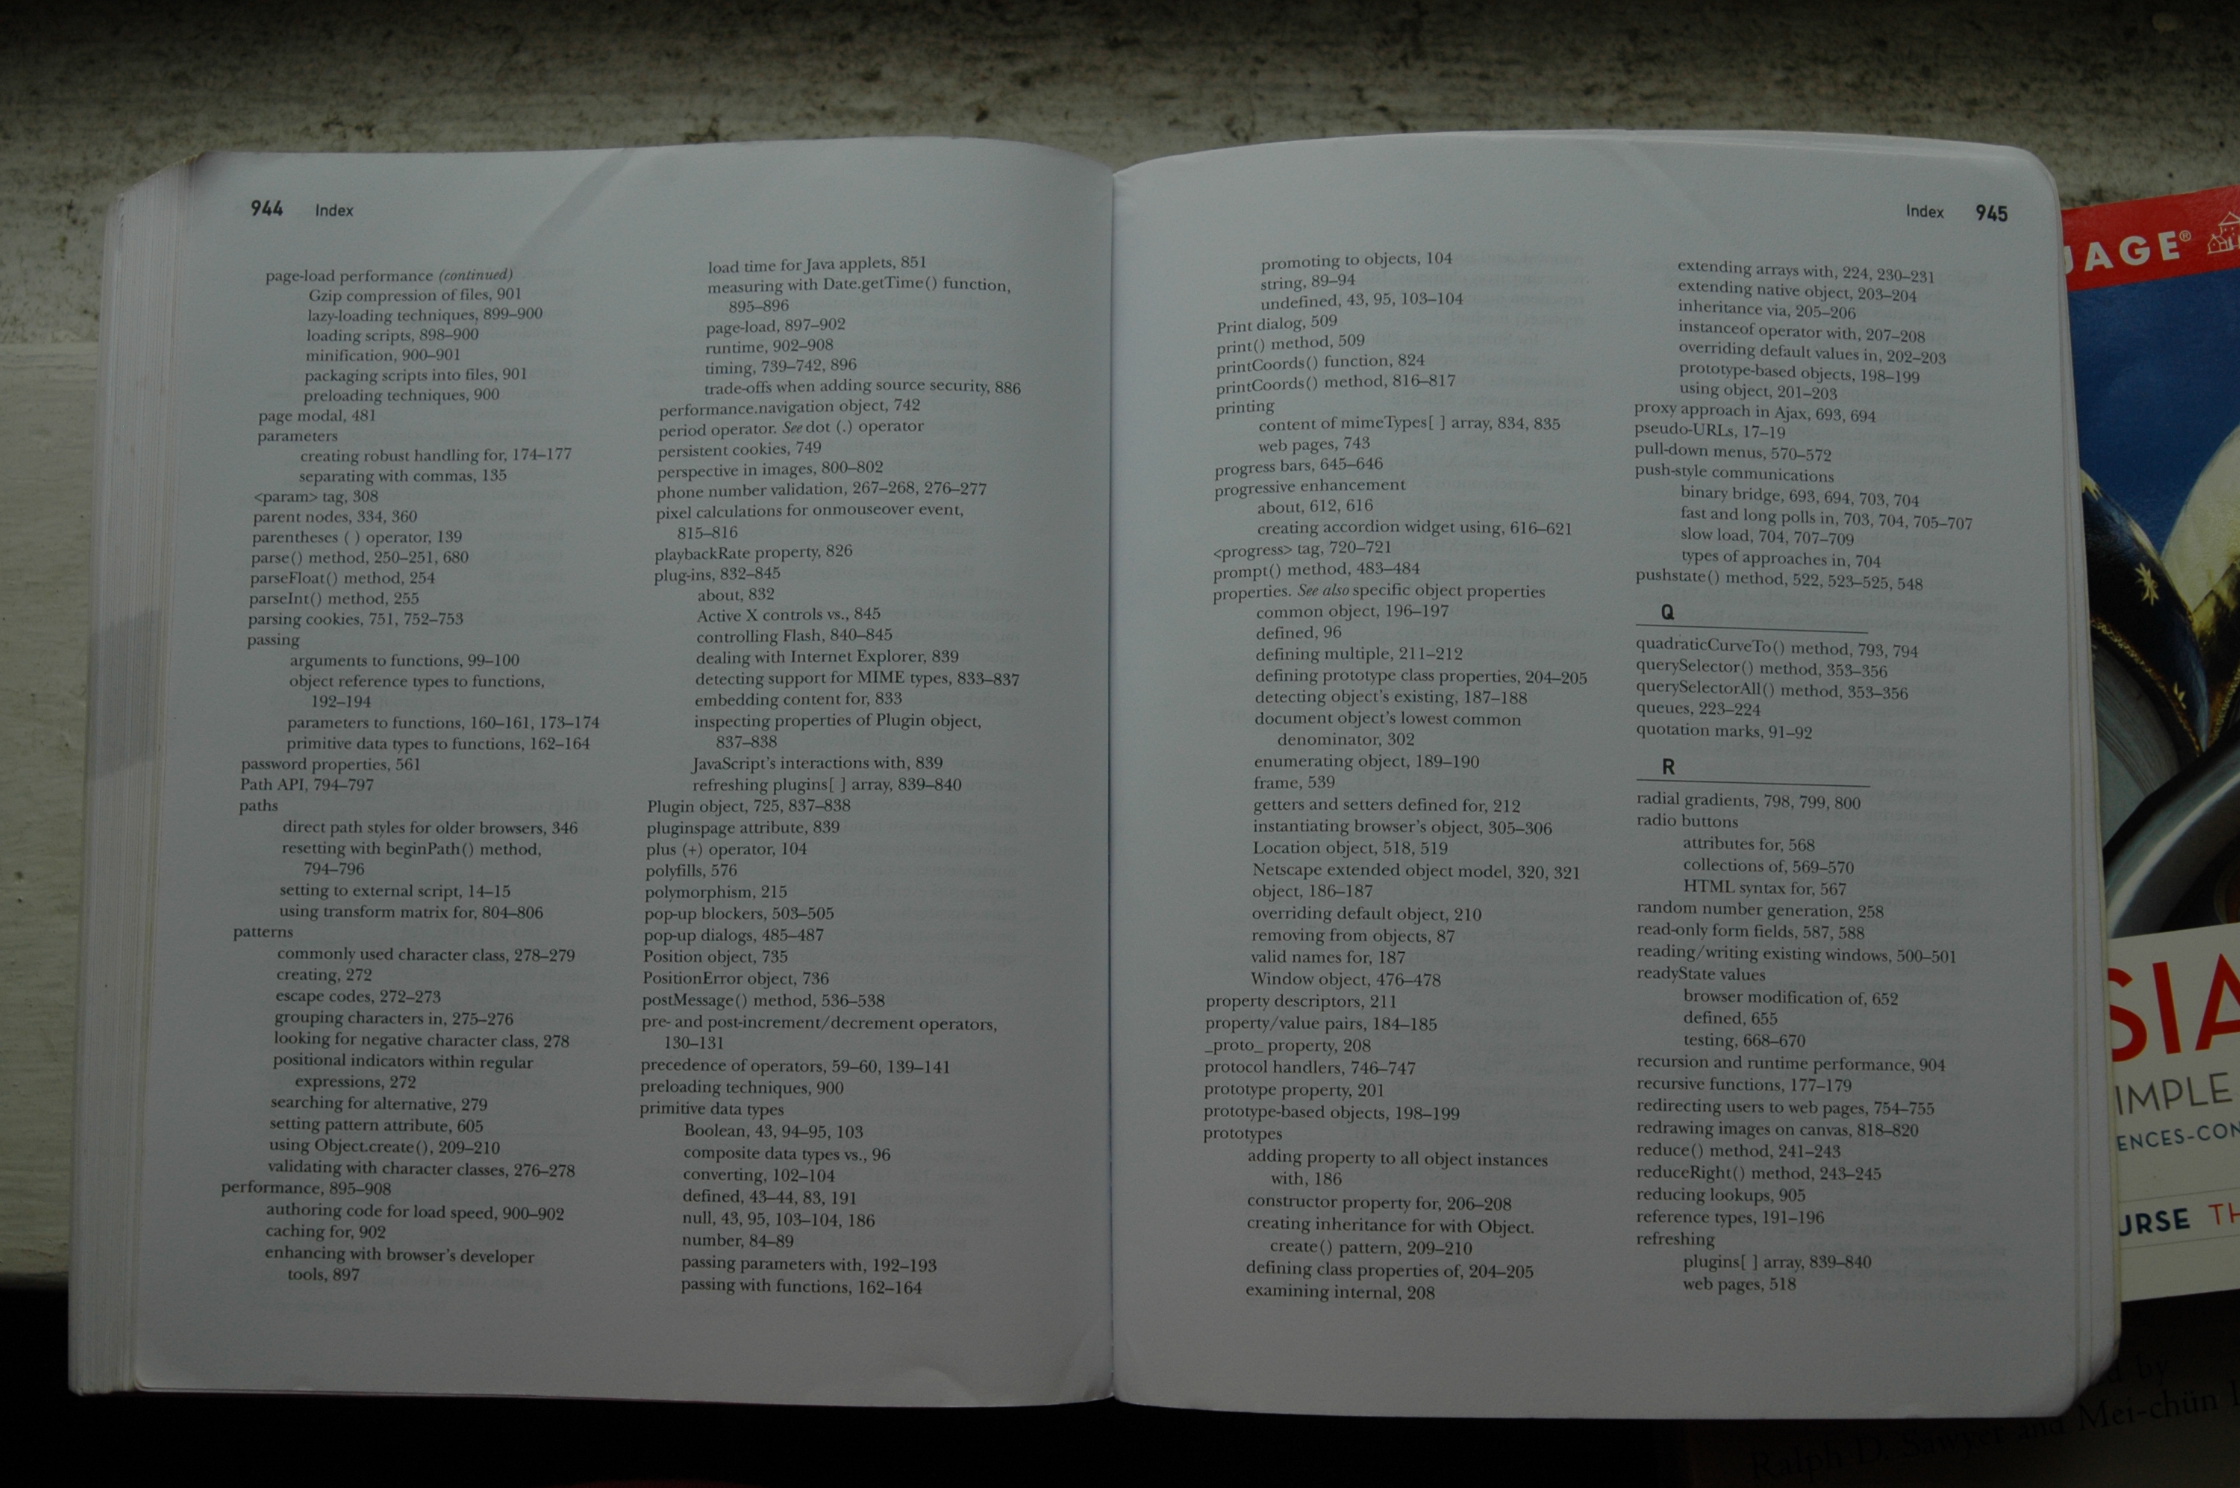 944 Index
page-load performance (continued)
Gzip compression of files, 901
lazy-loading techniques, 899–900
loading scripts, 898–900
minification, 900–901
packaging scripts into files, 901
preloading techniques, 900
page modal, 481
parameters
creating robust handling for, 174–177
separating with commas, 135
<param> tag, 308
parent nodes, 334, 360
parentheses ( ) operator, 139
parse() method, 250–251, 680
parseFloat() method, 254
parseInt() method, 255
parsing cookies, 751, 752–753
passing
arguments to functions, 99–100
object reference types to functions,
192–194
parameters to functions, 160–161, 173–174
primitive data types to functions, 162–164
password properties, 561
Path API, 794–797
paths
direct path styles for older browsers, 346
resetting with beginPath() method,
794–796
setting to external script, 14–15
using transform matrix for, 804–806
patterns
commonly used character class, 278–279
creating, 272
escape codes, 272–273
grouping characters in, 275–276
looking for negative character class, 278
positional indicators within regular
expressions, 272
searching for alternative, 279
setting pattern attribute, 605
using Object.create(), 209–210
validating with character classes, 276–278
performance, 895–908
authoring code for load speed, 900–902
caching for, 902
enhancing with browser's developer
tools, 897
load time for Java applets, 851
measuring with Date.getTime() function,
895–896
page-load, 897–902
runtime, 902–908
timing, 739–742, 896
trade-offs when adding source security, 886
performance.navigation object, 742
period operator. See dot (.) operator
persistent cookies, 749
perspective in images, 800–802
phone number validation, 267–268, 276–277
pixel calculations for onmouseover event,
815–816
playbackRate property, 826
plug-ins, 832–845
about, 832
Active X controls vs., 845
controlling Flash, 840–845
dealing with Internet Explorer, 839
detecting support for MIME types, 833–837
embedding content for, 833
inspecting properties of Plugin object,
837–838
JavaScript's interactions with, 839
refreshing plugins[ ] array, 839–840
Plugin object, 725, 837–838
pluginspage attribute, 839
plus (+) operator, 104
polyfills, 576
polymorphism, 215
pop-up blockers, 503–505
pop-up dialogs, 485–487
Position object, 735
PositionError object, 736
postMessage() method, 536–538
pre- and post-increment/decrement operators,
130–131
precedence of operators, 59–60, 139–141
preloading techniques, 900
primitive data types
Boolean, 43, 94–95, 103
composite data types vs., 96
converting, 102–104
defined, 43–44, 83, 191
null, 43, 95, 103–104, 186
number, 84–89
passing parameters with, 192–193
passing with functions, 162–164
Index 945
promoting to objects, 104
string, 89–94
undefined, 43, 95, 103–104
Print dialog, 509
print() method, 509
printCoords() function, 824
printCoords() method, 816–817
printing
content of mimeTypes[ ] array, 834, 835
web pages, 743
progress bars, 645–646
progressive enhancement
about, 612, 616
creating accordion widget using, 616–621
<progress> tag, 720–721
prompt() method, 483–484
properties. See also specific object properties
common object, 196–197
defined, 96
defining multiple, 211–212
defining prototype class properties, 204–205
detecting object's existing, 187–188
document object's lowest common
denominator, 302
enumerating object, 189–190
frame, 539
getters and setters defined for, 212
instantiating browser's object, 305–306
Location object, 518, 519
Netscape extended object model, 320, 321
object, 186–187
overriding default object, 210
removing from objects, 87
valid names for, 187
Window object, 476–478
property descriptors, 211
property/value pairs, 184–185
_proto_ property, 208
protocol handlers, 746–747
prototype property, 201
prototype-based objects, 198–199
prototypes
adding property to all object instances
with, 186
constructor property for, 206–208
creating inheritance for with Object.
create() pattern, 209–210
defining class properties of, 204–205
examining internal, 208
extending arrays with, 224, 230–231
extending native object, 203–204
inheritance via, 205–206
instanceof operator with, 207–208
overriding default values in, 202–203
prototype-based objects, 198–199
using object, 201–203
proxy approach in Ajax, 693, 694
pseudo-URLs, 17–19
pull-down menus, 570–572
push-style communications
binary bridge, 693, 694, 703, 704
fast and long polls in, 703, 704, 705–707
slow load, 704, 707–709
types of approaches in, 704
pushstate() method, 522, 523–525, 548
Q
quadraticCurveTo() method, 793, 794
querySelector() method, 353–356
querySelectorAll() method, 353–356
queues, 223–224
quotation marks, 91–92
R
radial gradients, 798, 799, 800
radio buttons
attributes for, 568
collections of, 569–570
HTML syntax for, 567
random number generation, 258
read-only form fields, 587, 588
reading/writing existing windows, 500–501
readyState values
browser modification of, 652
defined, 655
testing, 668–670
recursion and runtime performance, 904
recursive functions, 177–179
redirecting users to web pages, 754–755
redrawing images on canvas, 818–820
reduce() method, 241–243
reduceRight() method, 243–245
reducing lookups, 905
reference types, 191–196
refreshing
plugins[ ] array, 839–840
web pages, 518
UAGE®
SIA
IMPLE
ENCES-CON
URSE TH
d by
Ralph D. Sawyer and Mei-chün